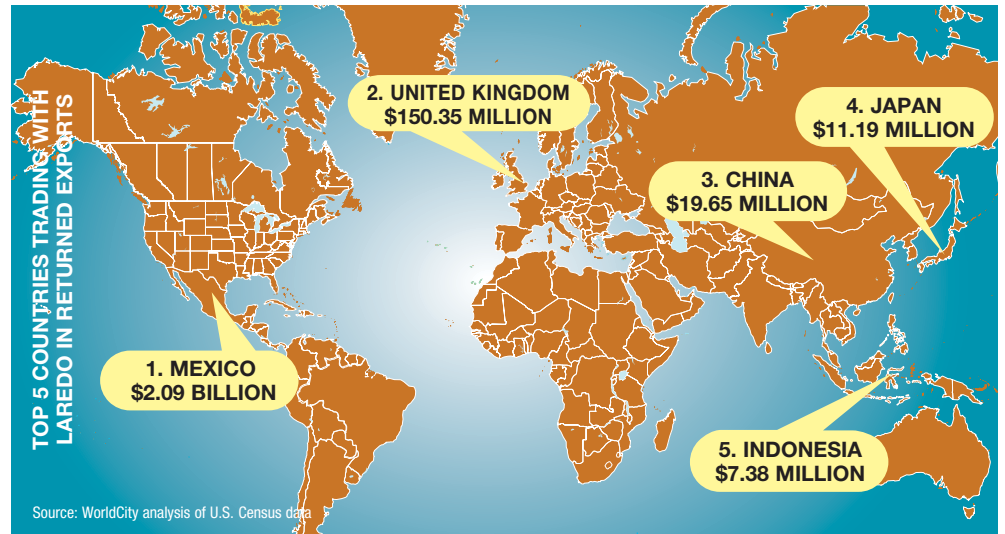 TOP 5 COUNTRIES TRADING WITH
LAREDO IN RETURNED EXPORTS
2. UNITED KINGDOM
$150.35 MILLION
4. JAPAN
$11.19 MILLION
3. CHINA
$19.65 MILLION
1. MEXICO
$2.09 BILLION
5. INDONESIA
$7.38 MILLION
Source: WorldCity analysis of U.S. Census data